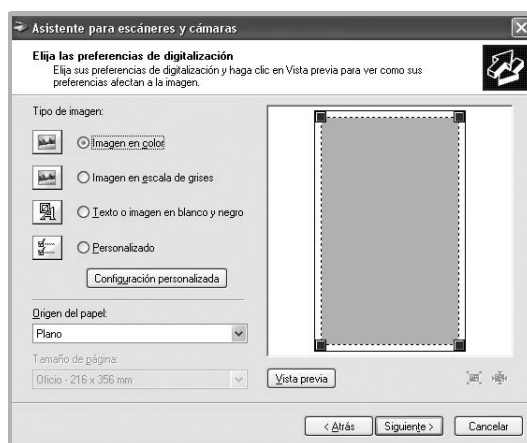 Asistente para escáneres y cámaras
Elija las preferencias de digitalización
Elija sus preferencias de digitalización y haga clic en Vista previa para ver como sus
preferencias afectan a la imagen.
Tipo de imagen:
Imagen en color
Imagen en escala de grises
Texto o imagen en blanco y negro
Personalizado
Configuración personalizada
Origen del papel:
Plano
Tamaño de página:
Oficio - 216 x 356 mm
Vista previa
< Atrás
Siguiente >
Cancelar